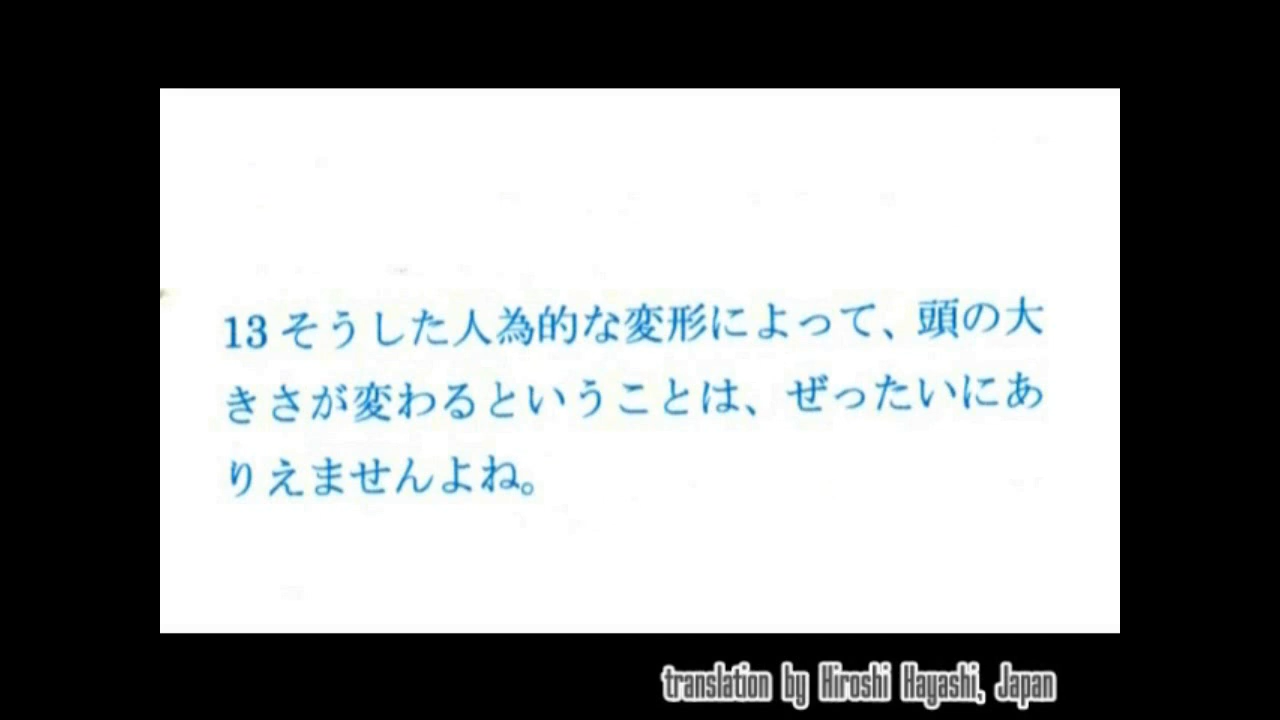 13 そうした人為的な変形によって、頭の大
きさが変わるということは、ぜったいにあ
りえませんよね。
translation by Hiroshi Hayashi, Japan